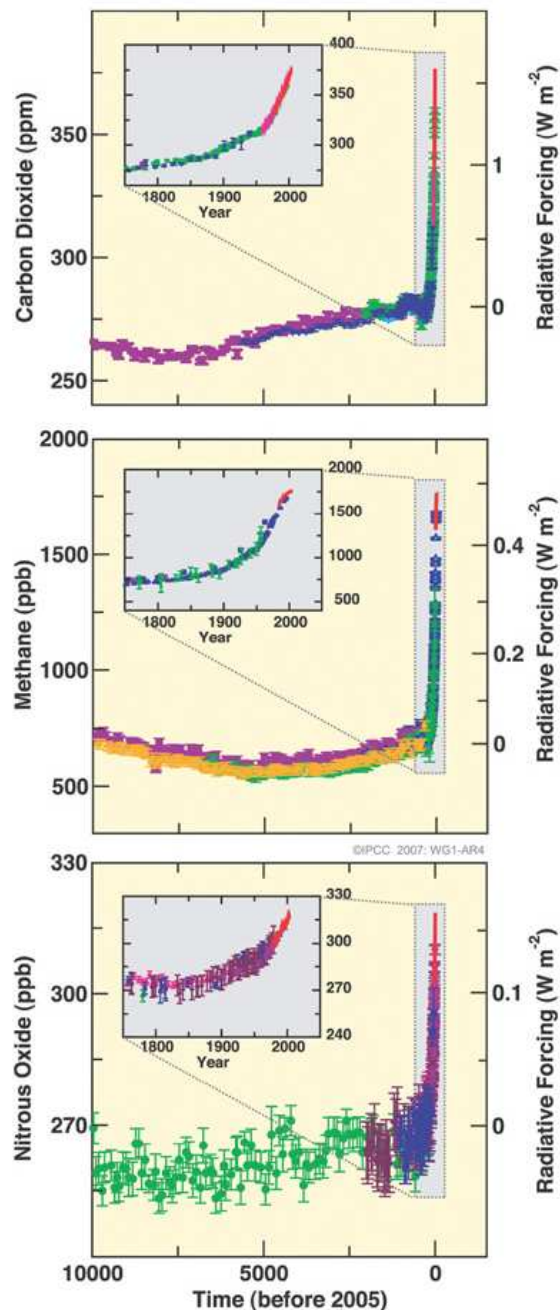 400
350
300
1800 1900 2000
Year
350
300
250
Carbon Dioxide (ppm)
1
0
Radiative Forcing (W m-2)
2000
1500
1000
500
1800 1900 2000
Year
2000
1500
1000
500
Methane (ppb)
0.4
0.2
0
Radiative Forcing (W m-2)
©IPCC 2007: WG1-AR4
330
300
270
240
1800 1900 2000
Year
330
300
270
Nitrous Oxide (ppb)
0.1
0
Radiative Forcing (W m-2)
10000 5000 0
Time (before 2005)